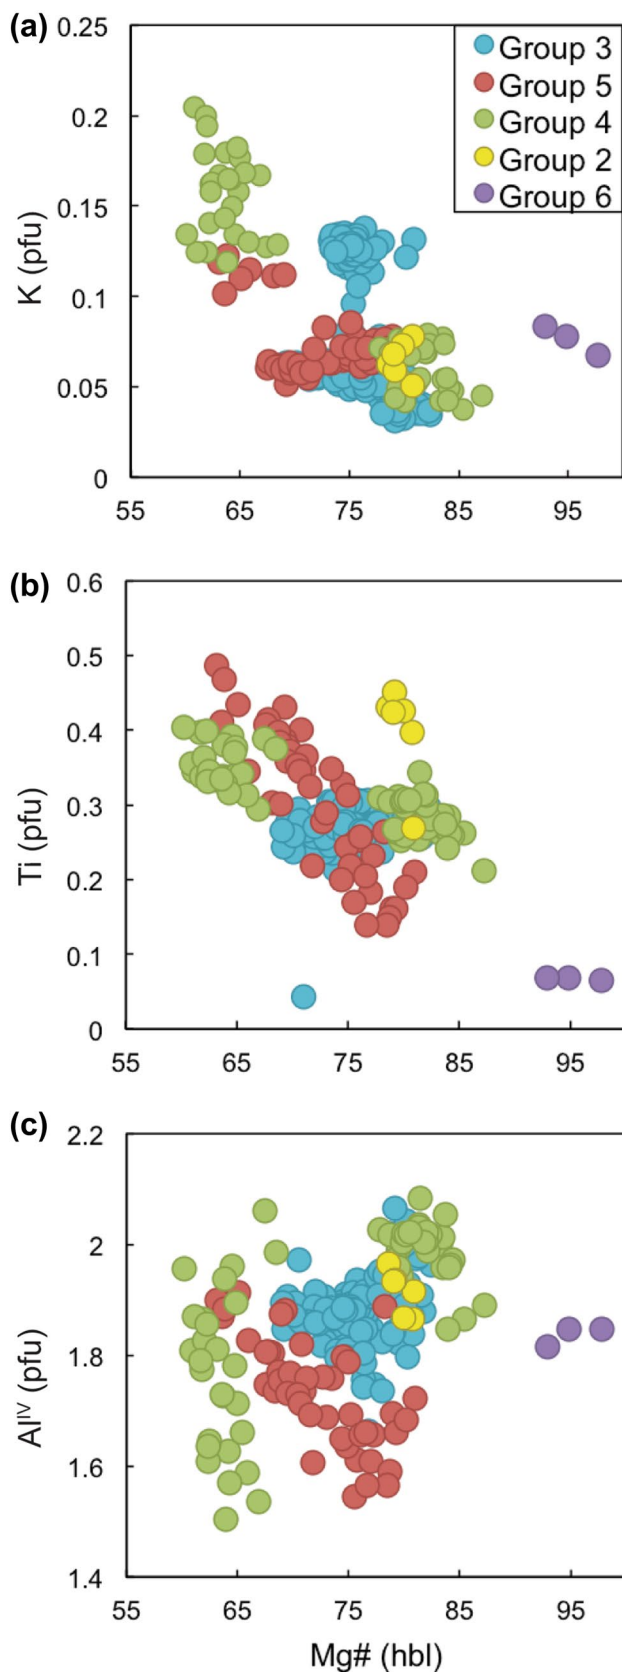 (a)
0.25
0.2
0.15
0.1
0.05
0
K (pfu)
Group 3
Group 5
Group 4
Group 2
Group 6
55 65 75 85 95
(b)
0.6
0.5
0.4
0.3
0.2
0.1
0
Ti (pfu)
55 65 75 85 95
(c)
2.2
2
1.8
1.6
1.4
Al^IV (pfu)
55 65 75 85 95
Mg# (hbl)